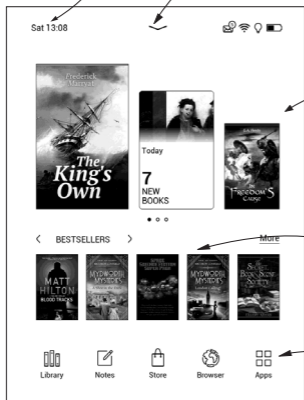 Sat 13:08
Frederick
Marryat
The
King's
Own
Today
7
NEW
BOOKS
FREEDOM'S
CAUSE
BESTSELLERS
More
MATT
HILTON
BLOOD TRACKS
MYDWORTH
MYSTERIES
MYDWORTH
MYSTERIES
Library
Notes
Store
Browser
Apps